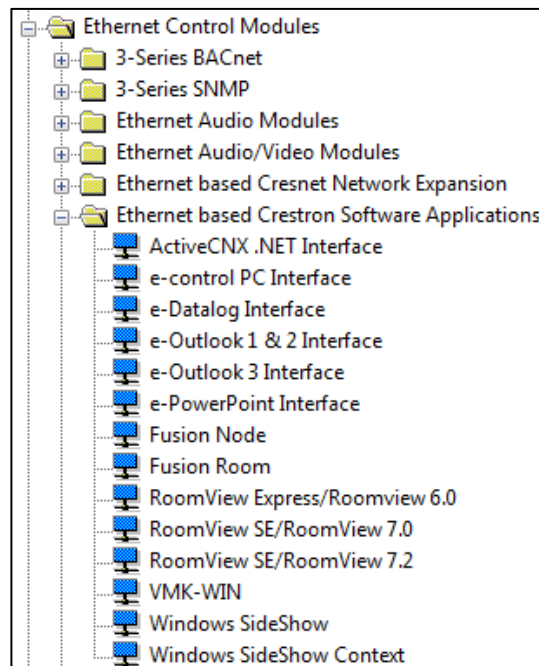 Ethernet Control Modules
3-Series BACnet
3-Series SNMP
Ethernet Audio Modules
Ethernet Audio/Video Modules
Ethernet based Cresnet Network Expansion
Ethernet based Crestron Software Applications
ActiveCNX .NET Interface
e-control PC Interface
e-Datalog Interface
e-Outlook 1 & 2 Interface
e-Outlook 3 Interface
e-PowerPoint Interface
Fusion Node
Fusion Room
RoomView Express/Roomview 6.0
RoomView SE/RoomView 7.0
RoomView SE/RoomView 7.2
VMK-WIN
Windows SideShow
Windows SideShow Context